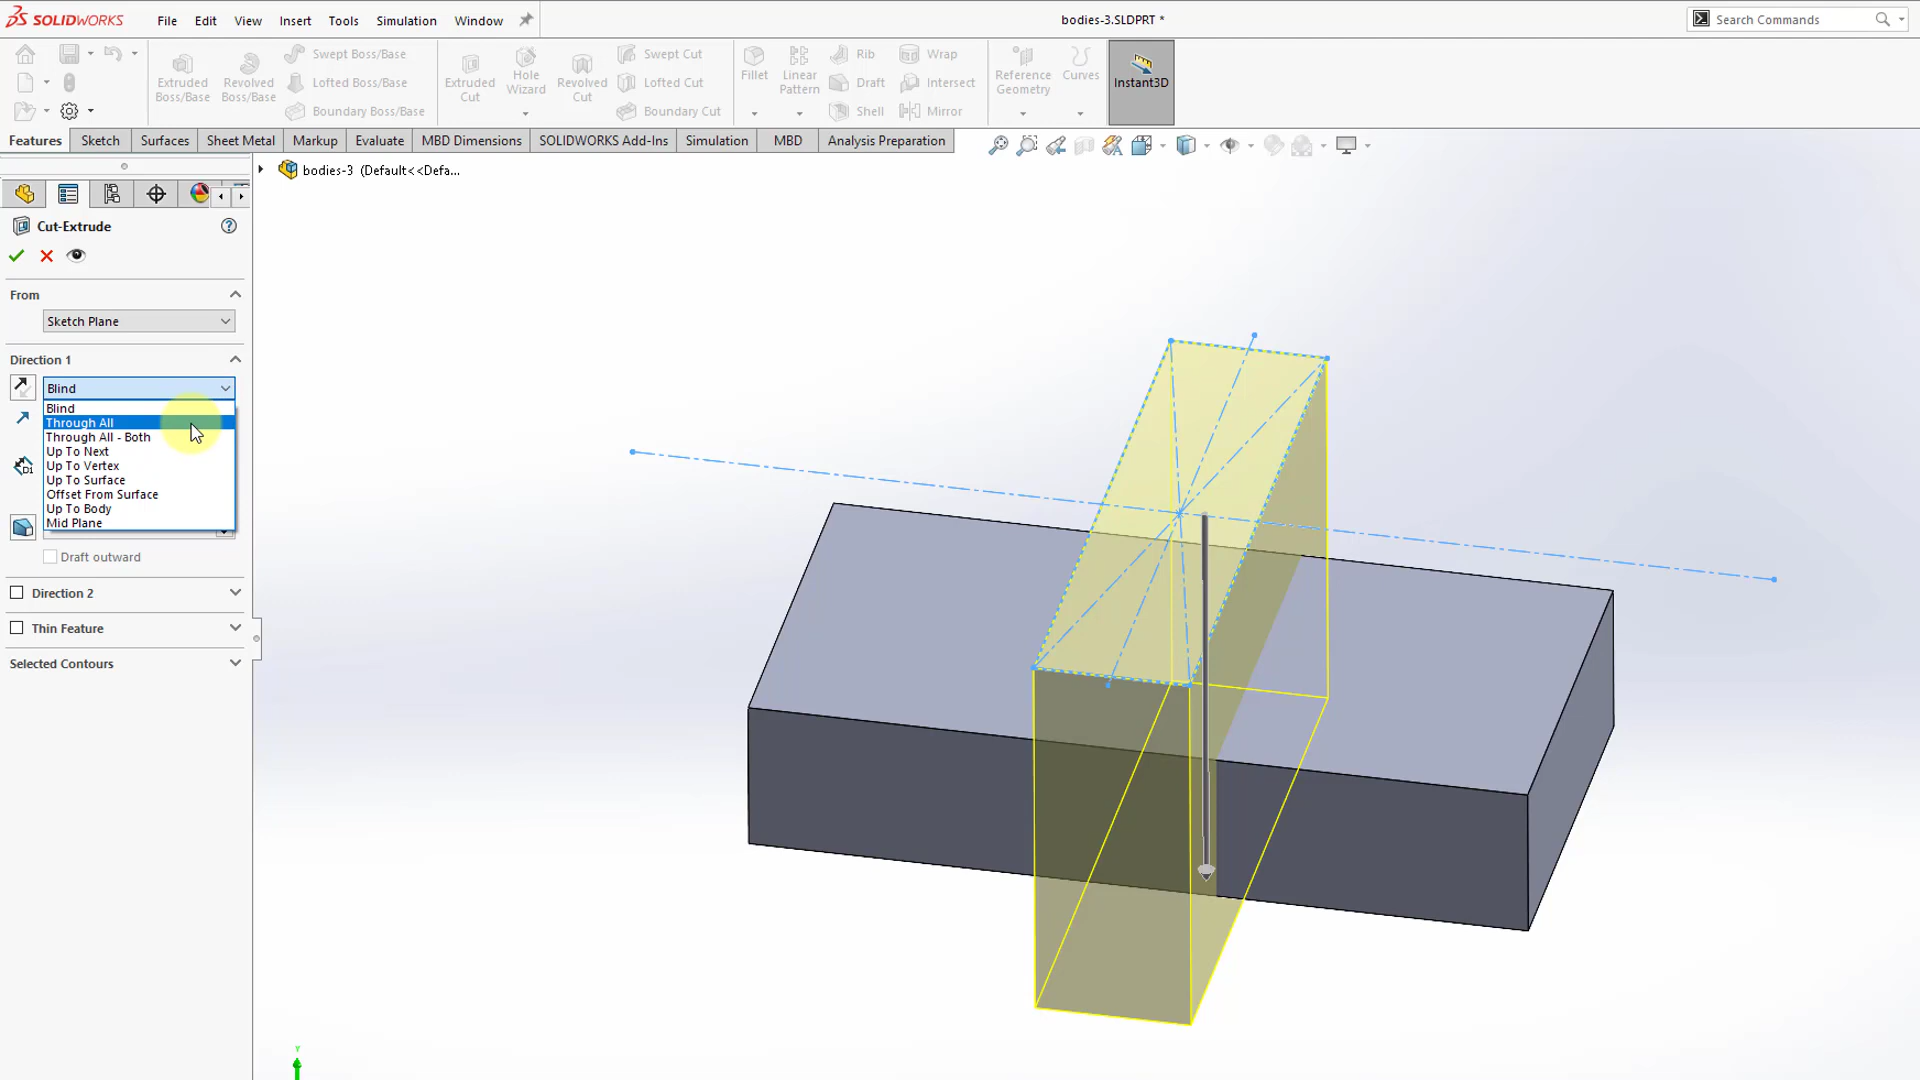 SOLIDWORKS
File Edit View Insert Tools Simulation Window
bodies-3.SLDPRT *
Search Commands
Extruded Boss/Base
Revolved Boss/Base
Swept Boss/Base
Lofted Boss/Base
Boundary Boss/Base
Extruded Cut
Hole Wizard
Revolved Cut
Swept Cut
Lofted Cut
Boundary Cut
Fillet
Linear Pattern
Rib
Draft
Shell
Wrap
Intersect
Mirror
Reference Geometry
Curves
Instant3D
Features Sketch Surfaces Sheet Metal Markup Evaluate MBD Dimensions SOLIDWORKS Add-Ins Simulation MBD Analysis Preparation
bodies-3 (Default<<Defa...
Cut-Extrude
From
Sketch Plane
Direction 1
Blind
Blind
Through All
Through All - Both
Up To Next
Up To Vertex
Up To Surface
Offset From Surface
Up To Body
Mid Plane
D1
Draft outward
Direction 2
Thin Feature
Selected Contours
Y